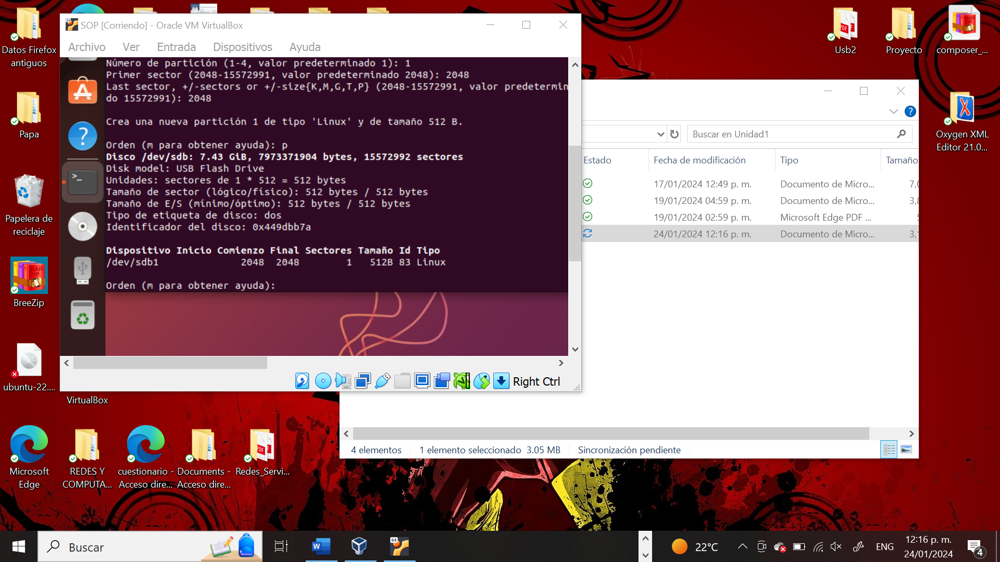 SOP [Corriendo] - Oracle VM VirtualBox
Archivo Ver Entrada Dispositivos Ayuda
Número de partición (1-4, valor predeterminado 1): 1
Primer sector (2048-15572991, valor predeterminado 2048): 2048
Last sector, +/-sectors or +/-size{K,M,G,T,P} (2048-15572991, valor predetermin
do 15572991): 2048
Crea una nueva partición 1 de tipo 'Linux' y de tamaño 512 B.
Orden (m para obtener ayuda): p
Disco /dev/sdb: 7.43 GiB, 7973371904 bytes, 15572992 sectores
Disk model: USB Flash Drive
Unidades: sectores de 1 * 512 = 512 bytes
Tamaño de sector (lógico/físico): 512 bytes / 512 bytes
Tamaño de E/S (mínimo/óptimo): 512 bytes / 512 bytes
Tipo de etiqueta de disco: dos
Identificador del disco: 0x449dbb7a
Dispositivo Inicio Comienzo Final Sectores Tamaño Id Tipo
/dev/sdb1 2048 2048 1 512B 83 Linux
Orden (m para obtener ayuda):
Right Ctrl
Buscar en Unidad1
Estado Fecha de modificación Tipo Tamaño
17/01/2024 12:49 p. m. Documento de Micro... 7,0
19/01/2024 04:59 p. m. Documento de Micro... 3,8
19/01/2024 02:59 p. m. Microsoft Edge PDF ...
24/01/2024 12:16 p. m. Documento de Micro... 3,1
4 elementos 1 elemento seleccionado 3.05 MB Sincronización pendiente
Datos Firefox
antiguos
Papa
Papelera de
reciclaje
BreeZip
ubuntu-22....
VirtualBox
Microsoft
Edge
REDES Y
COMPUTA...
cuestionario -
Acceso dire...
Documents -
Acceso dire...
Redes_Servi...
Usb2
Proyecto
composer_...
Oxygen XML
Editor 21.0...
Buscar
22°C
ENG
12:16 p. m.
24/01/2024
4